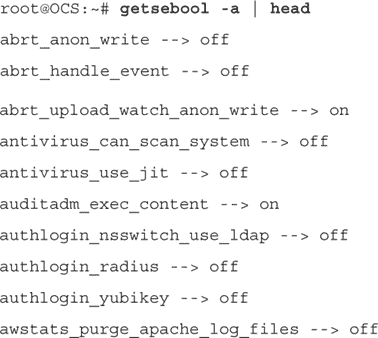 root@OCS:~# getsebool -a | head
abrt_anon_write --> off
abrt_handle_event --> off
abrt_upload_watch_anon_write --> on
antivirus_can_scan_system --> off
antivirus_use_jit --> off
auditadm_exec_content --> on
authlogin_nsswitch_use_ldap --> off
authlogin_radius --> off
authlogin_yubikey --> off
awstats_purge_apache_log_files --> off